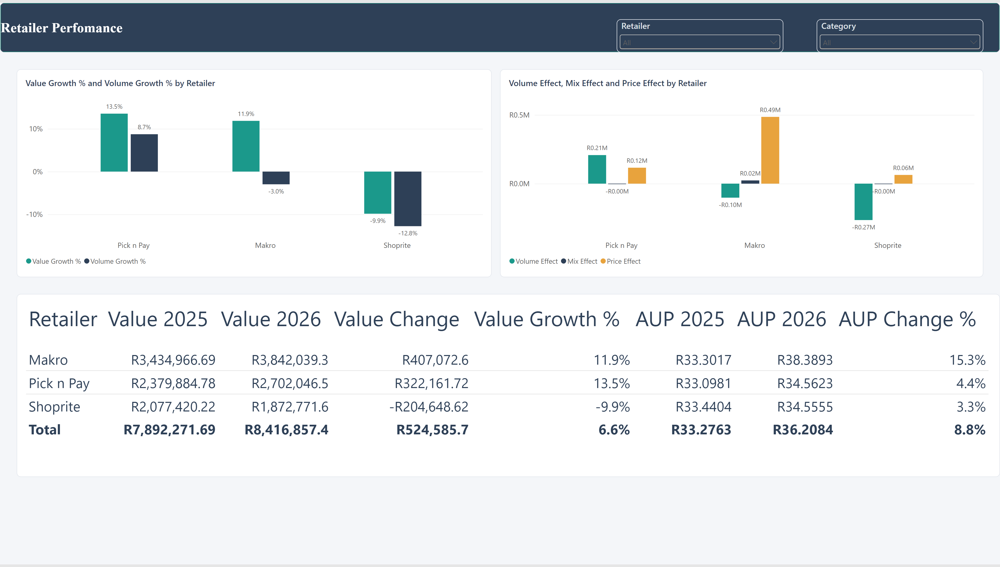 Retailer Perfomance
Retailer
All
Category
All
Value Growth % and Volume Growth % by Retailer
13.5%
11.9%
8.7%
10%
0%
-3.0%
-10%
-9.9%
-12.8%
Pick n Pay Makro Shoprite
Value Growth % Volume Growth %
Volume Effect, Mix Effect and Price Effect by Retailer
R0.49M
R0.5M
R0.21M
R0.12M
R0.06M
R0.02M
R0.0M
-R0.00M -R0.00M
-R0.10M
-R0.27M
Pick n Pay Makro Shoprite
Volume Effect Mix Effect Price Effect
Retailer Value 2025 Value 2026 Value Change Value Growth % AUP 2025 AUP 2026 AUP Change %
Makro R3,434,966.69 R3,842,039.3 R407,072.6 11.9% R33.3017 R38.3893 15.3%
Pick n Pay R2,379,884.78 R2,702,046.5 R322,161.72 13.5% R33.0981 R34.5623 4.4%
Shoprite R2,077,420.22 R1,872,771.6 -R204,648.62 -9.9% R33.4404 R34.5555 3.3%
Total R7,892,271.69 R8,416,857.4 R524,585.7 6.6% R33.2763 R36.2084 8.8%